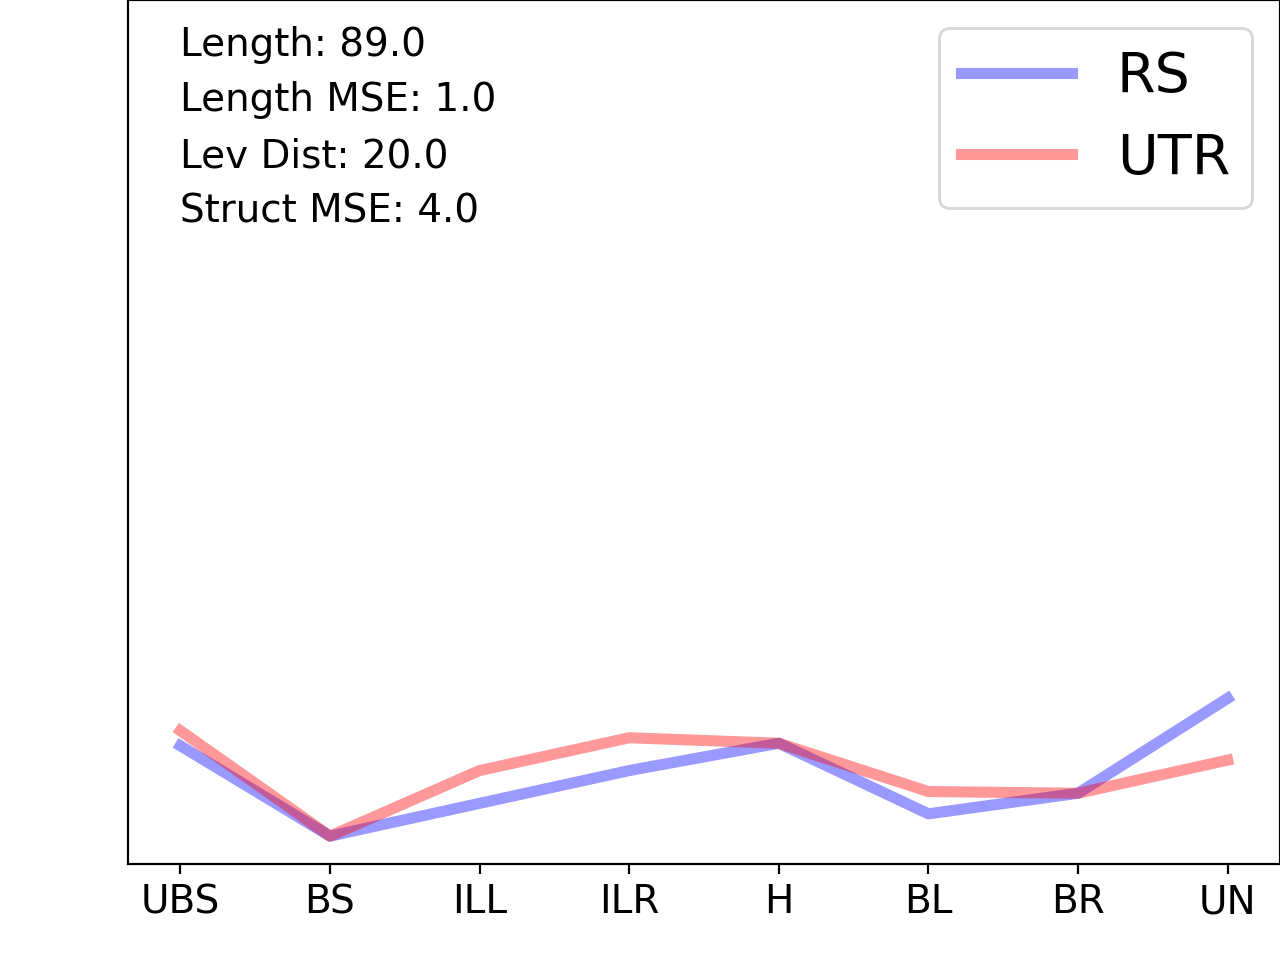 Length: 89.0
Length MSE: 1.0
Lev Dist: 20.0
Struct MSE: 4.0
RS
UTR
UBS BS ILL ILR H BL BR UN